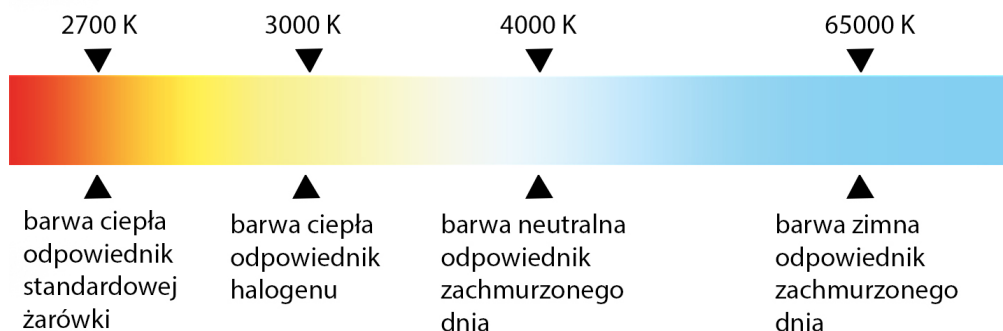 2700 K
3000 K
4000 K
65000 K
barwa ciepła
odpowiednik
standardowej
żarówki
barwa ciepła
odpowiednik
halogenu
barwa neutralna
odpowiednik
zachmurzonego
dnia
barwa zimna
odpowiednik
zachmurzonego
dnia